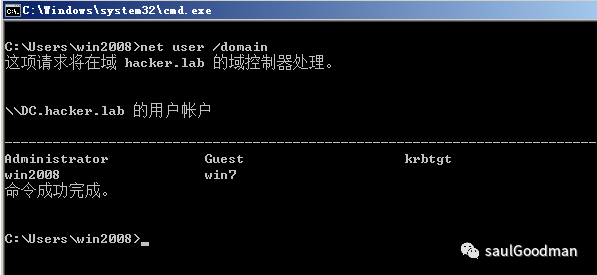 C:\Windows\system32\cmd.exe
C:\Users\win2008>net user /domain
这项请求将在域 hacker.lab 的域控制器处理。
\\DC.hacker.lab 的用户帐户
-------------------------------------------------------------------------------
Administrator Guest krbtgt
win2008 win7
命令成功完成。
C:\Users\win2008>_
saulGoodman